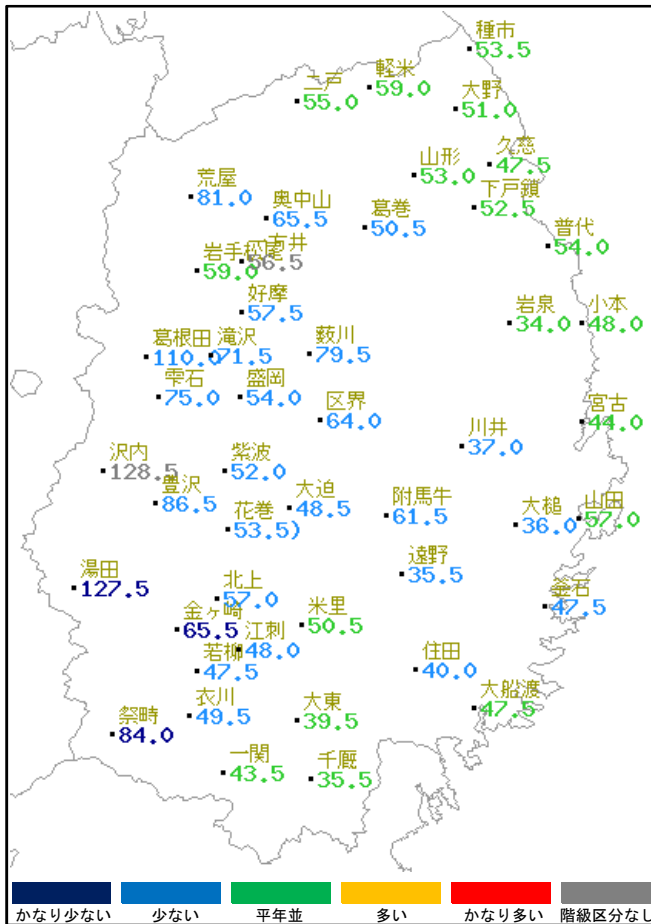 種市
53.5
軽米
59.0
二戸
55.0
大野
51.0
久慈
47.5
山形
53.0
荒屋
81.0
奥中山
65.5
葛巻
50.5
下戸鎖
52.5
普代
54.0
岩手松尾
59.0
一方井
56.5
好摩
57.5
岩泉
34.0
小本
48.0
葛根田
110.0
滝沢
71.5
薮川
79.5
雫石
75.0
盛岡
54.0
区界
64.0
宮古
44.0
川井
37.0
沢内
128.5
紫波
52.0
豊沢
86.5
大迫
48.5
花巻
53.5)
附馬牛
61.5
大槌
36.0
山田
57.0
湯田
127.5
遠野
35.5
北上
57.0
釜石
47.5
金ヶ崎
65.5
米里
50.5
江刺
48.0
若柳
47.5
住田
40.0
衣川
49.5
大東
39.5
大船渡
47.5
祭畤
84.0
一関
43.5
千厩
35.5
かなり少ない 少ない 平年並 多い かなり多い 階級区分なし